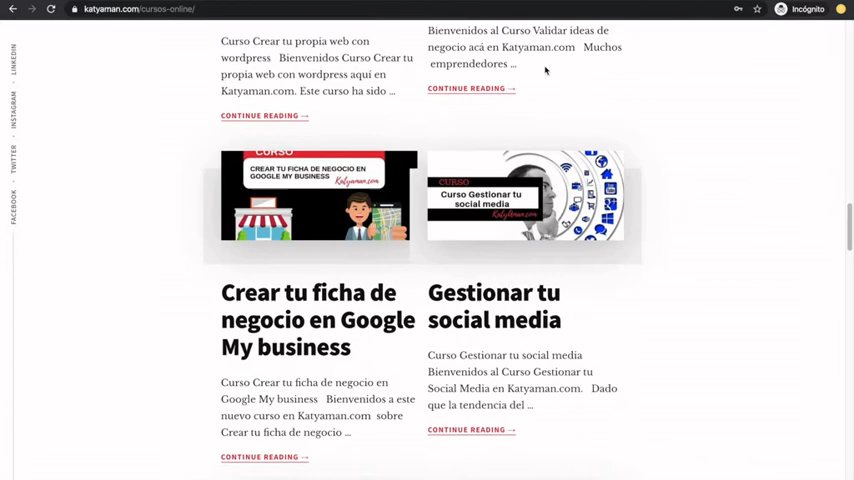 katyaman.com/cursos-online/
Incógnito
LINKEDIN
INSTAGRAM
TWITTER
FACEBOOK
Curso Crear tu propia web con
wordpress Bienvenidos Curso Crear tu
propia web con wordpress aquí en
Katyaman.com. Este curso ha sido ...
CONTINUE READING →
Bienvenidos al Curso Validar ideas de
negocio acá en Katyaman.com Muchos
emprendedores ...
CONTINUE READING →
CURSO
CREAR TU FICHA DE NEGOCIO EN
GOOGLE MY BUSINESS
Katyaman.com
Crear tu ficha de
negocio en Google
My business
Curso Crear tu ficha de negocio en
Google My business Bienvenidos a este
nuevo curso en Katyaman.com sobre
Crear tu ficha de negocio ...
CONTINUE READING →
CURSO
Curso Gestionar tu
social media
Katyaman.com
Gestionar tu
social media
Curso Gestionar tu social media
Bienvenidos al Curso Gestionar tu
Social Media en Katyaman.com. Dado
que la tendencia del ...
CONTINUE READING →